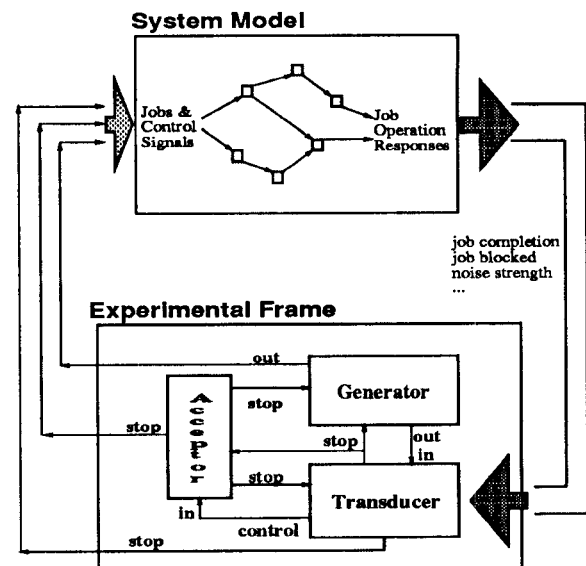 System Model
Jobs &
Control
Signals
Job
Operation
Responses
job completion
job blocked
noise strength
...
Experimental Frame
out
Generator
Acceptor
stop
stop
stop
out
in
stop
Transducer
in
control
stop